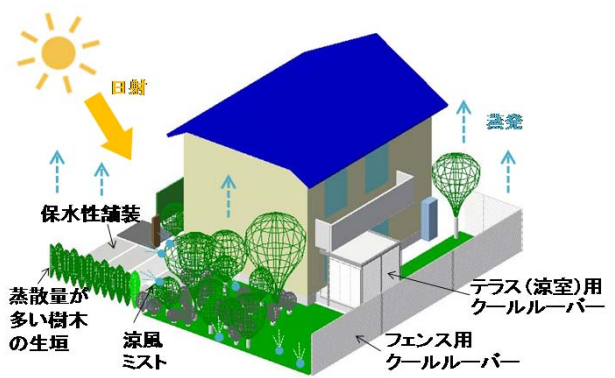 日射
蒸発
保水性舗装
蒸散量が
多い樹木
の生垣
涼風
ミスト
テラス(涼室)用
クールルーバー
フェンス用
クールルーバー